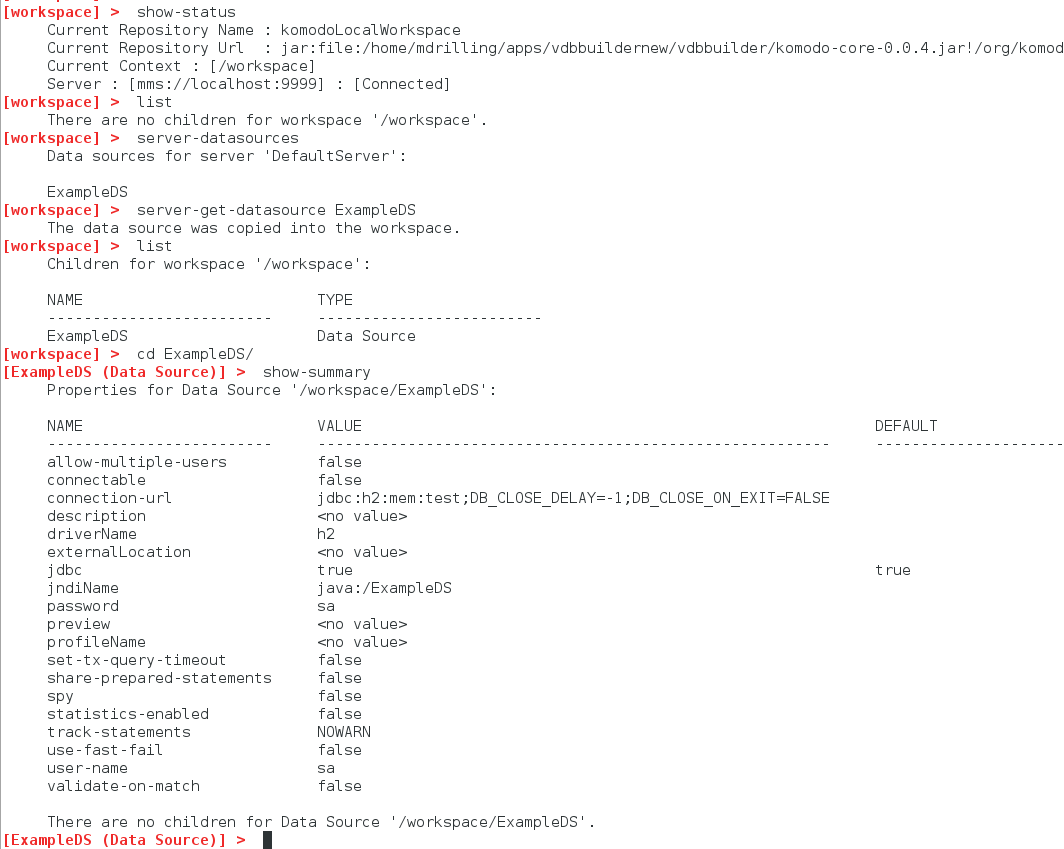 [workspace] >  show-status
     Current Repository Name : komodoLocalWorkspace
     Current Repository Url  : jar:file:/home/mdrilling/apps/vdbbuildernew/vdbbuilder/komodo-core-0.0.4.jar!/org/komod
     Current Context : [/workspace]
     Server : [mms://localhost:9999] : [Connected]
[workspace] >  list
     There are no children for workspace '/workspace'.
[workspace] >  server-datasources
     Data sources for server 'DefaultServer':
     ExampleDS
[workspace] >  server-get-datasource ExampleDS
     The data source was copied into the workspace.
[workspace] >  list
     Children for workspace '/workspace':
     NAME                          TYPE
     -------------------------     -------------------------
     ExampleDS                     Data Source
[workspace] >  cd ExampleDS/
[ExampleDS (Data Source)] >  show-summary
     Properties for Data Source '/workspace/ExampleDS':
     NAME                          VALUE                                                         DEFAULT
     -------------------------     ---------------------------------------------------------     ---------------------
     allow-multiple-users          false
     connectable                   false
     connection-url                jdbc:h2:mem:test;DB_CLOSE_DELAY=-1;DB_CLOSE_ON_EXIT=FALSE
     description                   <no value>
     driverName                    h2
     externalLocation              <no value>
     jdbc                          true                                                          true
     jndiName                      java:/ExampleDS
     password                      sa
     preview                       <no value>
     profileName                   <no value>
     set-tx-query-timeout          false
     share-prepared-statements     false
     spy                           false
     statistics-enabled            false
     track-statements              NOWARN
     use-fast-fail                 false
     user-name                     sa
     validate-on-match             false
     There are no children for Data Source '/workspace/ExampleDS'.
[ExampleDS (Data Source)] >